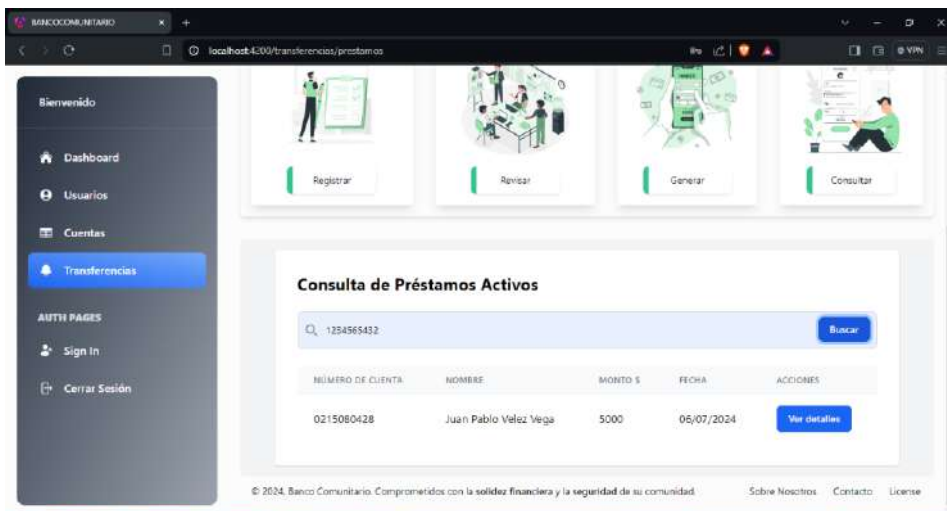 BANCOCOMUNITARIO
localhost:4200/transferencias/prestamos
VPN
Bienvenido
Dashboard
Usuarios
Cuentas
Transferencias
AUTH PAGES
Sign In
Cerrar Sesión
Registrar
Revisar
Generar
Consultar
Consulta de Préstamos Activos
1254565432
Buscar
NÚMERO DE CUENTA NOMBRE MONTO $ FECHA ACCIONES
0215080428 Juan Pablo Velez Vega 5000 06/07/2024 Ver detalles
© 2024, Banco Comunitario. Comprometidos con la solidez financiera y la seguridad de su comunidad. Sobre Nosotros Contacto License